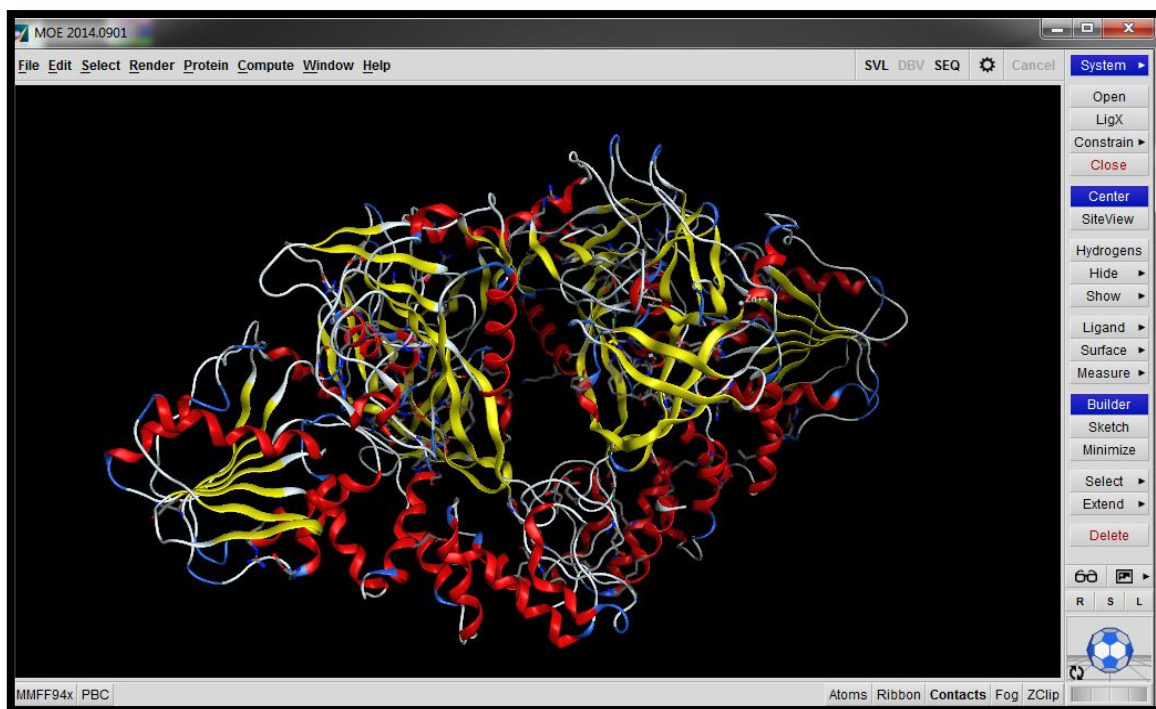 MOE 2014.0901
File Edit Select Render Protein Compute Window Help
SVL DBV SEQ Cancel
System
Open
LigX
Constrain
Close
Center
SiteView
Hydrogens
Hide
Show
Ligand
Surface
Measure
Builder
Sketch
Minimize
Select
Extend
Delete
R S L
Zn++
MMFF94x PBC
Atoms Ribbon Contacts Fog ZClip